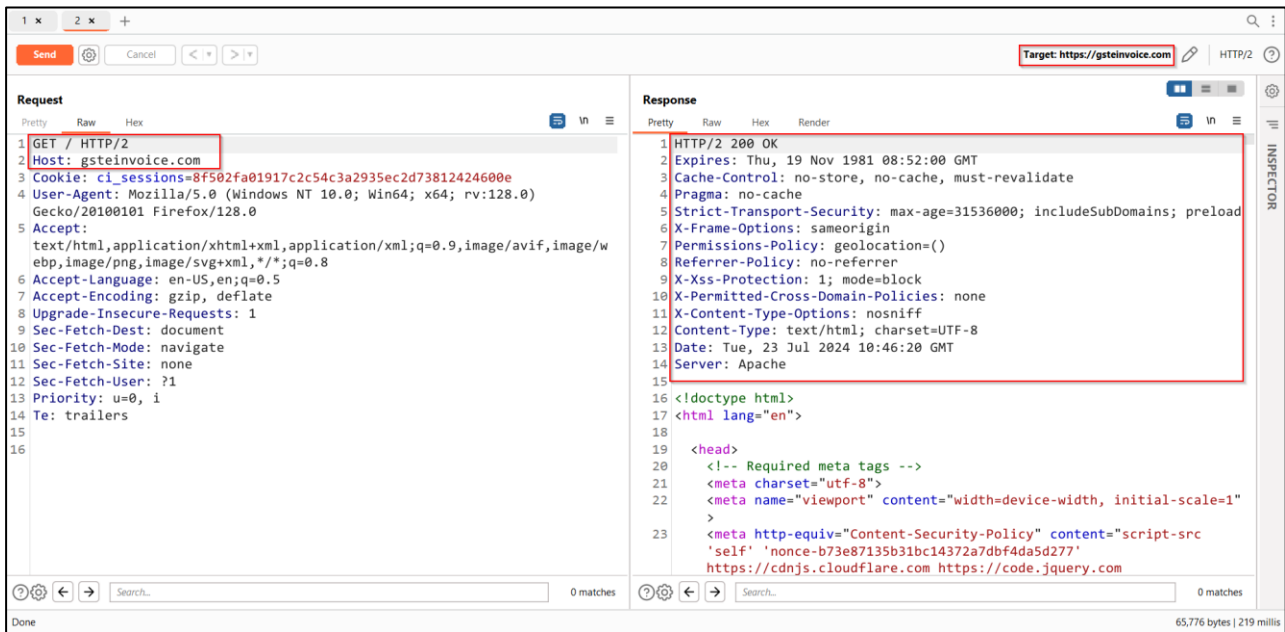 1 × 2 × +
Send Cancel < > Target: https://gsteinvoice.com HTTP/2
Request
Pretty Raw Hex \n
1 GET / HTTP/2
2 Host: gsteinvoice.com
3 Cookie: ci_sessions=8f502fa01917c2c54c3a2935ec2d73812424600e
4 User-Agent: Mozilla/5.0 (Windows NT 10.0; Win64; x64; rv:128.0)
Gecko/20100101 Firefox/128.0
5 Accept:
text/html,application/xhtml+xml,application/xml;q=0.9,image/avif,image/w
ebp,image/png,image/svg+xml,*/*;q=0.8
6 Accept-Language: en-US,en;q=0.5
7 Accept-Encoding: gzip, deflate
8 Upgrade-Insecure-Requests: 1
9 Sec-Fetch-Dest: document
10 Sec-Fetch-Mode: navigate
11 Sec-Fetch-Site: none
12 Sec-Fetch-User: ?1
13 Priority: u=0, i
14 Te: trailers
15
16
Search... 0 matches
Response
Pretty Raw Hex Render \n
1 HTTP/2 200 OK
2 Expires: Thu, 19 Nov 1981 08:52:00 GMT
3 Cache-Control: no-store, no-cache, must-revalidate
4 Pragma: no-cache
5 Strict-Transport-Security: max-age=31536000; includeSubDomains; preload
6 X-Frame-Options: sameorigin
7 Permissions-Policy: geolocation=()
8 Referrer-Policy: no-referrer
9 X-Xss-Protection: 1; mode=block
10 X-Permitted-Cross-Domain-Policies: none
11 X-Content-Type-Options: nosniff
12 Content-Type: text/html; charset=UTF-8
13 Date: Tue, 23 Jul 2024 10:46:20 GMT
14 Server: Apache
15
16 <!doctype html>
17 <html lang="en">
18
19 <head>
20 <!-- Required meta tags -->
21 <meta charset="utf-8">
22 <meta name="viewport" content="width=device-width, initial-scale=1"
>
23 <meta http-equiv="Content-Security-Policy" content="script-src
'self' 'nonce-b73e87135b31bc14372a7dbf4da5d277'
https://cdnjs.cloudflare.com https://code.jquery.com
Search... 0 matches
INSPECTOR
Done 65,776 bytes | 219 millis